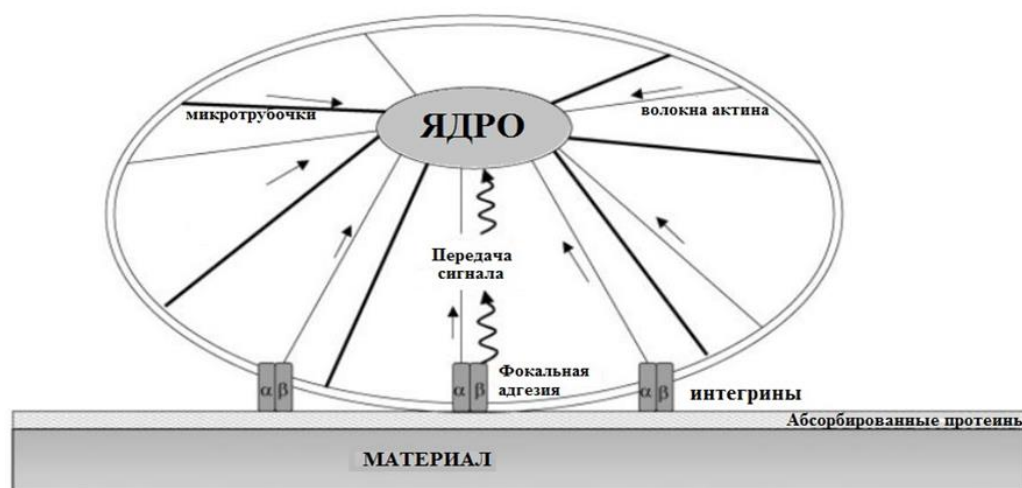 ЯДРО
микротрубочки
волокна актина
Передача
сигнала
Фокальная
адгезия
α β
α β
α β
интегрины
Абсорбированные протеины
МАТЕРИАЛ